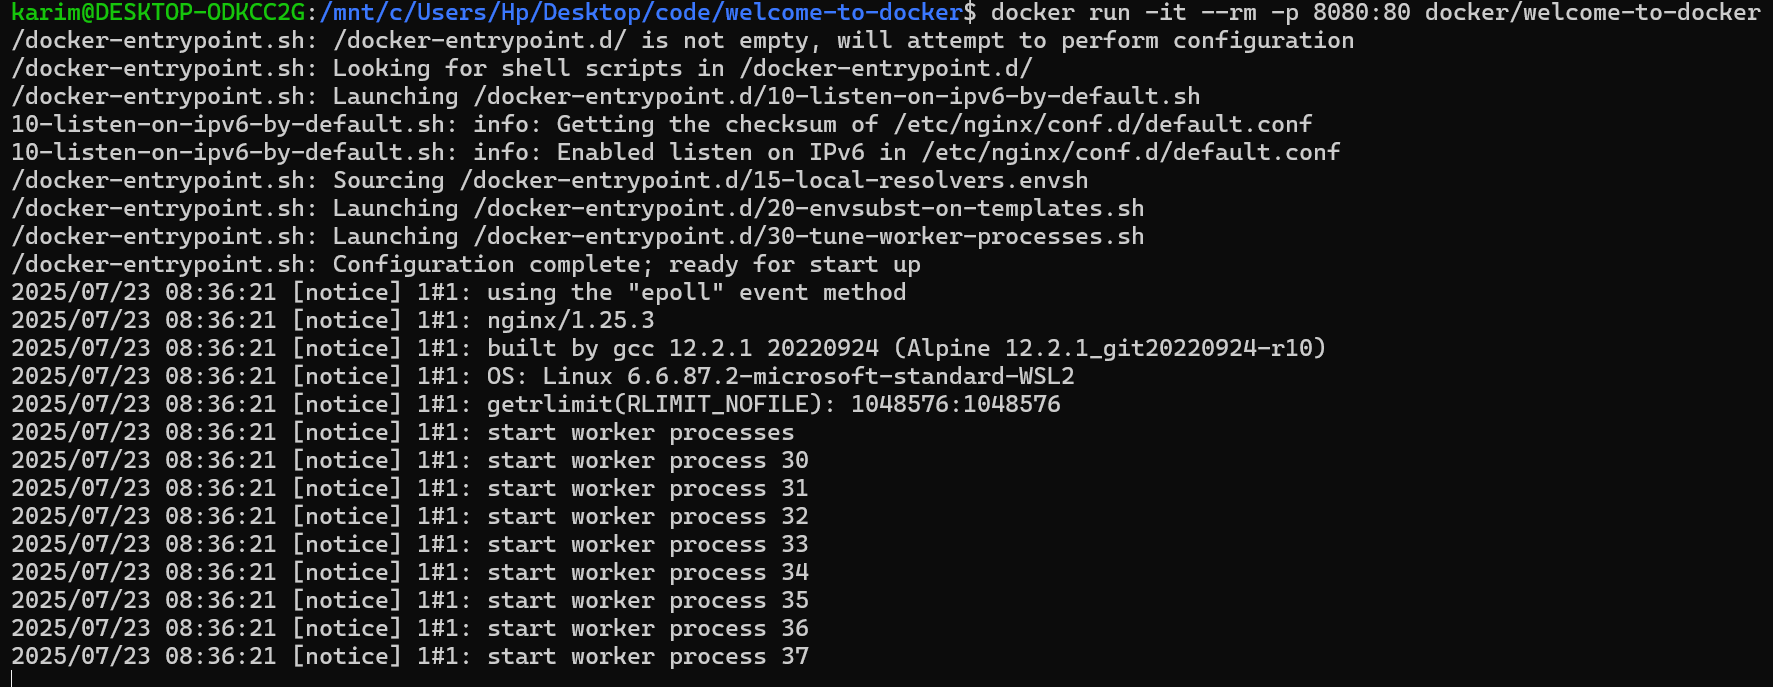 karim@DESKTOP-ODKCC2G:/mnt/c/Users/Hp/Desktop/code/welcome-to-docker$ docker run -it --rm -p 8080:80 docker/welcome-to-docker
/docker-entrypoint.sh: /docker-entrypoint.d/ is not empty, will attempt to perform configuration
/docker-entrypoint.sh: Looking for shell scripts in /docker-entrypoint.d/
/docker-entrypoint.sh: Launching /docker-entrypoint.d/10-listen-on-ipv6-by-default.sh
10-listen-on-ipv6-by-default.sh: info: Getting the checksum of /etc/nginx/conf.d/default.conf
10-listen-on-ipv6-by-default.sh: info: Enabled listen on IPv6 in /etc/nginx/conf.d/default.conf
/docker-entrypoint.sh: Sourcing /docker-entrypoint.d/15-local-resolvers.envsh
/docker-entrypoint.sh: Launching /docker-entrypoint.d/20-envsubst-on-templates.sh
/docker-entrypoint.sh: Launching /docker-entrypoint.d/30-tune-worker-processes.sh
/docker-entrypoint.sh: Configuration complete; ready for start up
2025/07/23 08:36:21 [notice] 1#1: using the "epoll" event method
2025/07/23 08:36:21 [notice] 1#1: nginx/1.25.3
2025/07/23 08:36:21 [notice] 1#1: built by gcc 12.2.1 20220924 (Alpine 12.2.1_git20220924-r10)
2025/07/23 08:36:21 [notice] 1#1: OS: Linux 6.6.87.2-microsoft-standard-WSL2
2025/07/23 08:36:21 [notice] 1#1: getrlimit(RLIMIT_NOFILE): 1048576:1048576
2025/07/23 08:36:21 [notice] 1#1: start worker processes
2025/07/23 08:36:21 [notice] 1#1: start worker process 30
2025/07/23 08:36:21 [notice] 1#1: start worker process 31
2025/07/23 08:36:21 [notice] 1#1: start worker process 32
2025/07/23 08:36:21 [notice] 1#1: start worker process 33
2025/07/23 08:36:21 [notice] 1#1: start worker process 34
2025/07/23 08:36:21 [notice] 1#1: start worker process 35
2025/07/23 08:36:21 [notice] 1#1: start worker process 36
2025/07/23 08:36:21 [notice] 1#1: start worker process 37